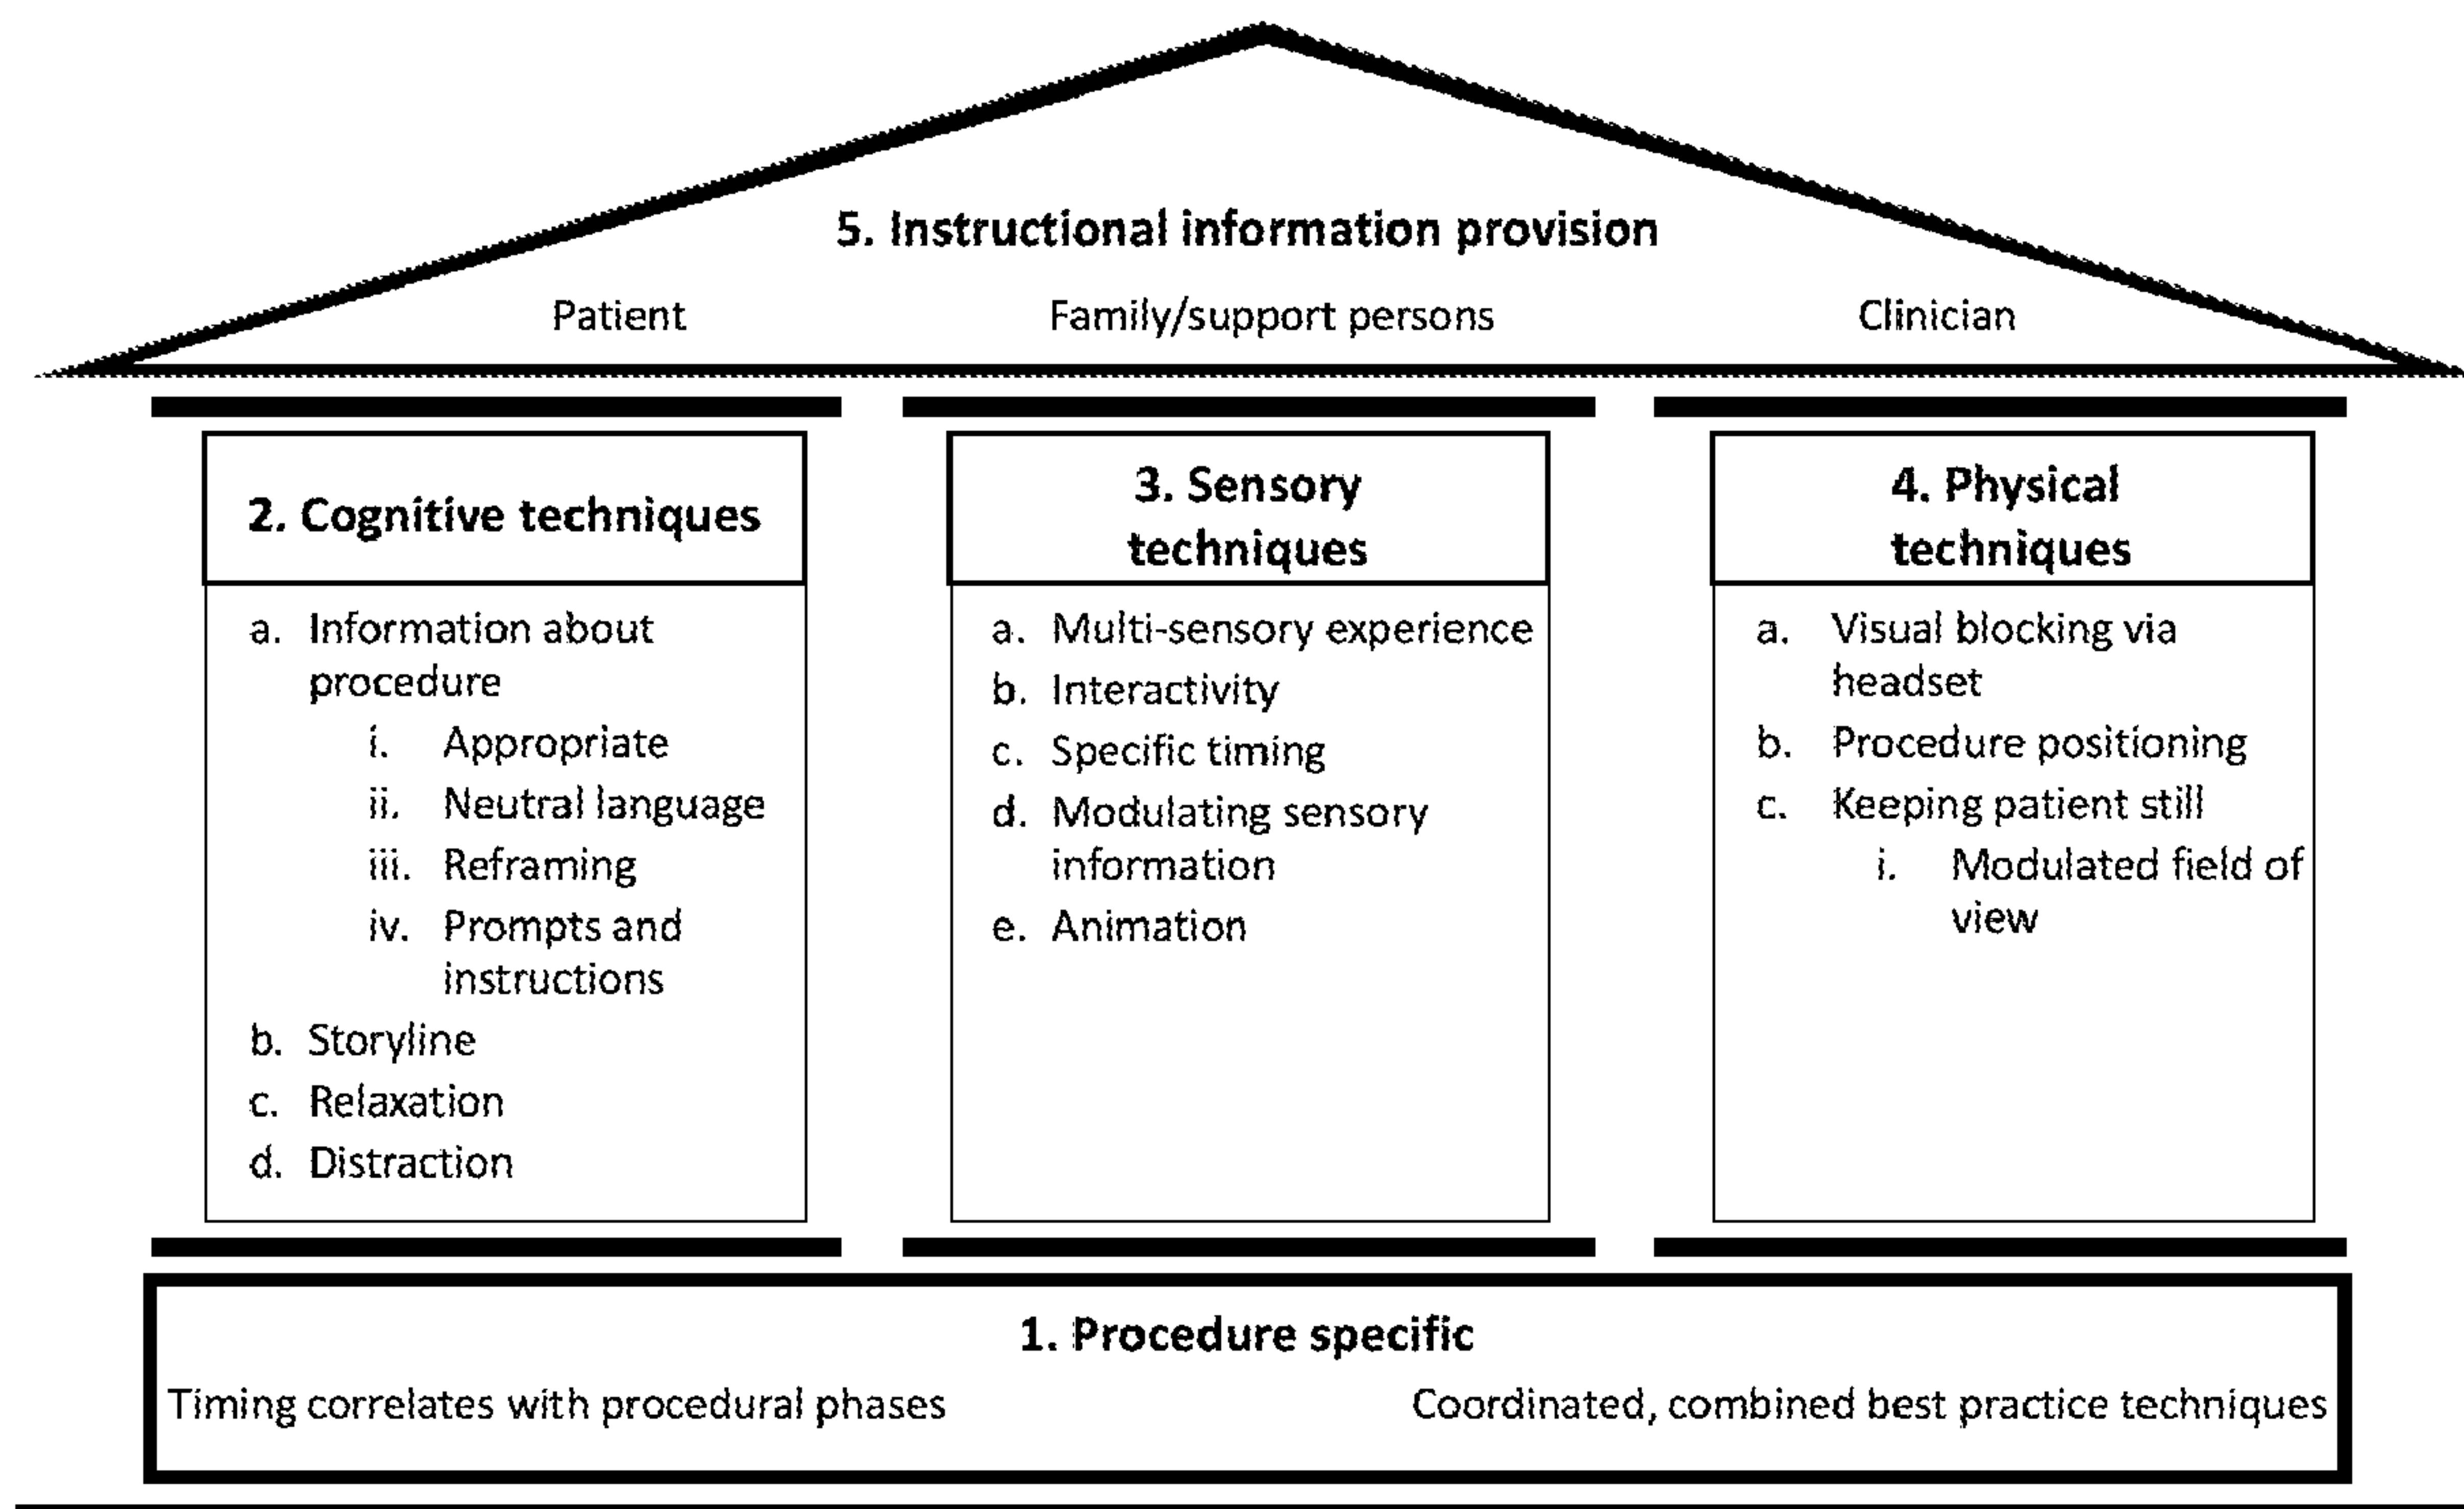 5. Instructional information provision
Patient
Family/support persons
Clinician
2. Cognitive techniques
a. Information about
procedure
i. Appropriate
ii. Neutral language
iii. Reframing
iv. Prompts and
instructions
b. Storyline
c. Relaxation
d. Distraction
3. Sensory
techniques
a. Multi-sensory experience
b. Interactivity
c. Specific timing
d. Modulating sensory
information
e. Animation
4. Physical
techniques
a. Visual blocking via
headset
b. Procedure positioning
c. Keeping patient still
i. Modulated field of
view
1. Procedure specific
Timing correlates with procedural phases
Coordinated, combined best practice techniques